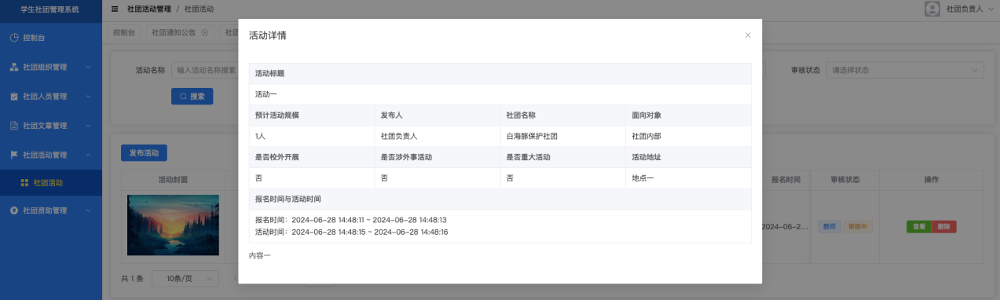 学生社团管理系统
社团活动管理 / 社团活动
社团负责人
控制台
社团组织管理
社团人员管理
社团文章管理
社团活动管理
社团活动
社团资助管理
控制台
社团通知公告
社团
活动名称
输入活动名称搜索
审核状态
请选择状态
搜索
发布活动
活动封面
报名时间
审核状态
操作
2024-06-2...
教师
审核中
查看
删除
共 1 条
10条/页
活动详情
活动标题
活动一
预计活动规模 发布人 社团名称 面向对象
1人 社团负责人 白海豚保护社团 社团内部
是否校外开展 是否涉外事活动 是否重大活动 活动地址
否 否 否 地点一
报名时间与活动时间
报名时间：2024-06-28 14:48:11 ~ 2024-06-28 14:48:13
活动时间：2024-06-28 14:48:15 ~ 2024-06-28 14:48:16
内容一